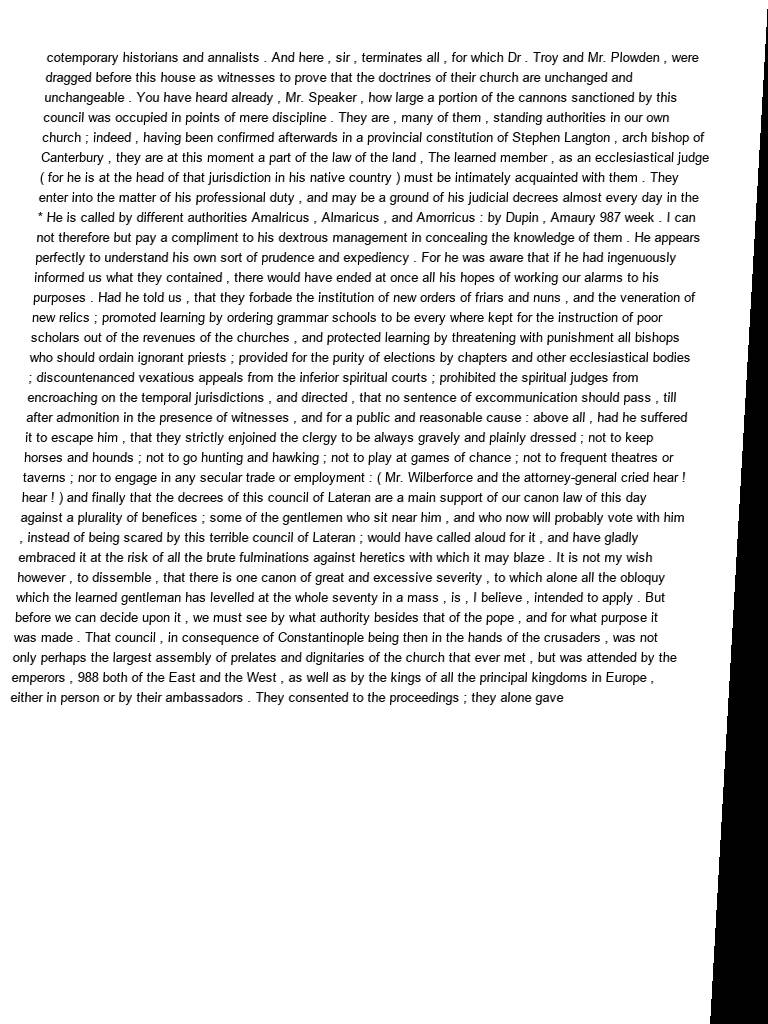 cotemporary historians and annalists . And here , sir , terminates all , for which Dr . Troy and Mr. Plowden , were
dragged before this house as witnesses to prove that the doctrines of their church are unchanged and
unchangeable . You have heard already , Mr. Speaker , how large a portion of the cannons sanctioned by this
council was occupied in points of mere discipline . They are , many of them , standing authorities in our own
church ; indeed , having been confirmed afterwards in a provincial constitution of Stephen Langton , arch bishop of
Canterbury , they are at this moment a part of the law of the land , The learned member , as an ecclesiastical judge
( for he is at the head of that jurisdiction in his native country ) must be intimately acquainted with them . They
enter into the matter of his professional duty , and may be a ground of his judicial decrees almost every day in the
* He is called by different authorities Amalricus , Almaricus , and Amorricus : by Dupin , Amaury 987 week . I can
not therefore but pay a compliment to his dextrous management in concealing the knowledge of them . He appears
perfectly to understand his own sort of prudence and expediency . For he was aware that if he had ingenuously
informed us what they contained , there would have ended at once all his hopes of working our alarms to his
purposes . Had he told us , that they forbade the institution of new orders of friars and nuns , and the veneration of
new relics ; promoted learning by ordering grammar schools to be every where kept for the instruction of poor
scholars out of the revenues of the churches , and protected learning by threatening with punishment all bishops
who should ordain ignorant priests ; provided for the purity of elections by chapters and other ecclesiastical bodies
; discountenanced vexatious appeals from the inferior spiritual courts ; prohibited the spiritual judges from
encroaching on the temporal jurisdictions , and directed , that no sentence of excommunication should pass , till
after admonition in the presence of witnesses , and for a public and reasonable cause : above all , had he suffered
it to escape him , that they strictly enjoined the clergy to be always gravely and plainly dressed ; not to keep
horses and hounds ; not to go hunting and hawking ; not to play at games of chance ; not to frequent theatres or
taverns ; nor to engage in any secular trade or employment : ( Mr. Wilberforce and the attorney-general cried hear !
hear ! ) and finally that the decrees of this council of Lateran are a main support of our canon law of this day
against a plurality of benefices ; some of the gentlemen who sit near him , and who now will probably vote with him
, instead of being scared by this terrible council of Lateran ; would have called aloud for it , and have gladly
embraced it at the risk of all the brute fulminations against heretics with which it may blaze . It is not my wish
however , to dissemble , that there is one canon of great and excessive severity , to which alone all the obloquy
which the learned gentleman has levelled at the whole seventy in a mass , is , I believe , intended to apply . But
before we can decide upon it , we must see by what authority besides that of the pope , and for what purpose it
was made . That council , in consequence of Constantinople being then in the hands of the crusaders , was not
only perhaps the largest assembly of prelates and dignitaries of the church that ever met , but was attended by the
emperors , 988 both of the East and the West , as well as by the kings of all the principal kingdoms in Europe ,
either in person or by their ambassadors . They consented to the proceedings ; they alone gave